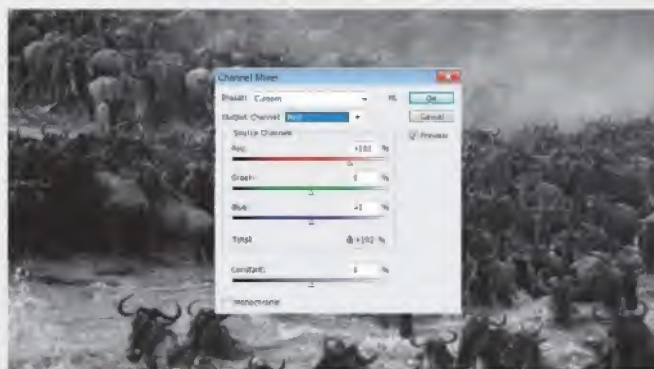 Channel Mixer
Preset: Custom
OK
Output Channel: Red
Cancel
Source Channels
Preview
Red: %
Green: 0 %
Blue: %
Total: %
Constant: 0 %
Monochrome